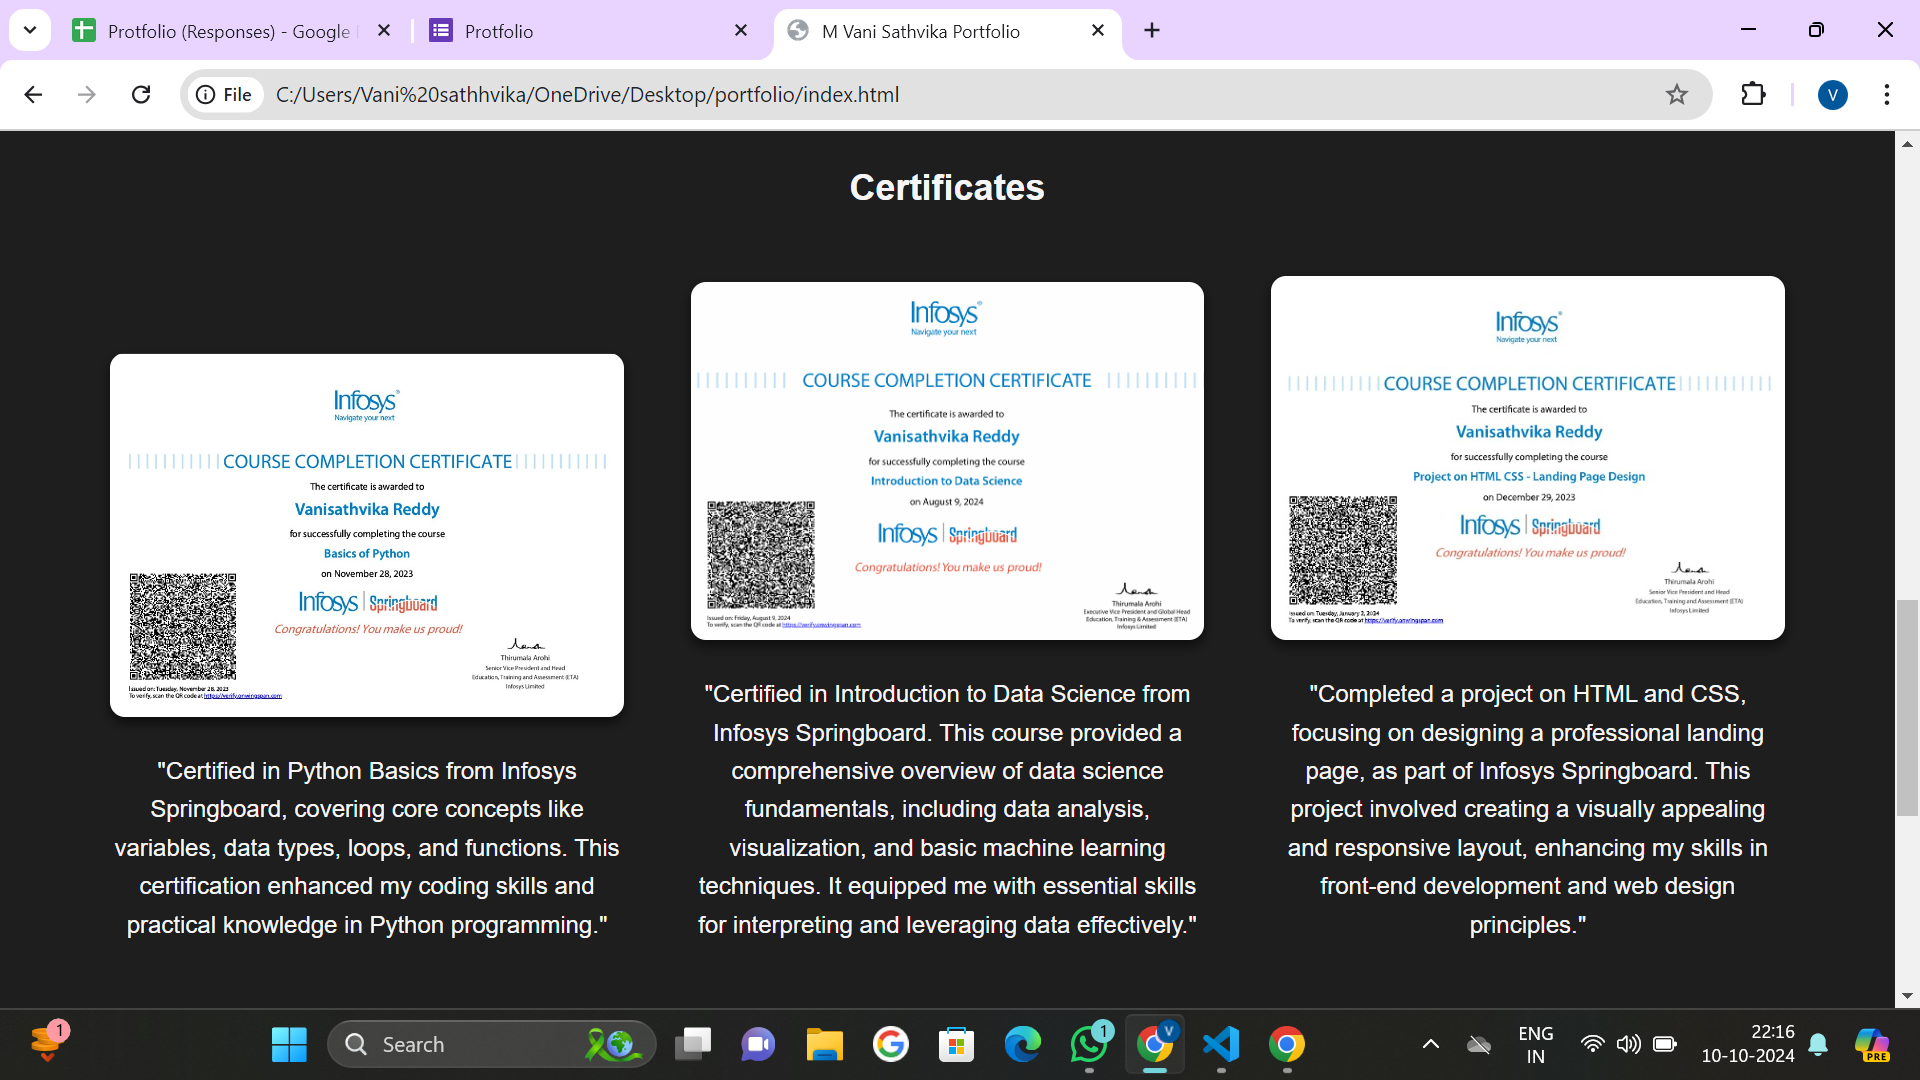 Protfolio (Responses) - Google
Protfolio
M Vani Sathvika Portfolio
File
C:/Users/Vani%20sathhvika/OneDrive/Desktop/portfolio/index.html
V
Certificates
Infosys®
Navigate your next
COURSE COMPLETION CERTIFICATE
The certificate is awarded to
Vanisathvika Reddy
for successfully completing the course
Basics of Python
on November 28, 2023
Infosys | Springboard
Congratulations! You make us proud!
Thirumala Arohi
Senior Vice President and Head
Education, Training and Assessment (ETA)
Infosys Limited
Issued on: Tuesday, November 28, 2023
To verify, scan the QR code at https://verify.onwingspan.com
"Certified in Python Basics from Infosys
Springboard, covering core concepts like
variables, data types, loops, and functions. This
certification enhanced my coding skills and
practical knowledge in Python programming."
Infosys®
Navigate your next
COURSE COMPLETION CERTIFICATE
The certificate is awarded to
Vanisathvika Reddy
for successfully completing the course
Introduction to Data Science
on August 9, 2024
Infosys | Springboard
Congratulations! You make us proud!
Thirumala Arohi
Executive Vice President and Global Head
Education, Training & Assessment (ETA)
Infosys Limited
Issued on: Friday, August 9, 2024
To verify, scan the QR code at https://verify.onwingspan.com
"Certified in Introduction to Data Science from
Infosys Springboard. This course provided a
comprehensive overview of data science
fundamentals, including data analysis,
visualization, and basic machine learning
techniques. It equipped me with essential skills
for interpreting and leveraging data effectively."
Infosys®
Navigate your next
COURSE COMPLETION CERTIFICATE
The certificate is awarded to
Vanisathvika Reddy
for successfully completing the course
Project on HTML CSS - Landing Page Design
on December 29, 2023
Infosys | Springboard
Congratulations! You make us proud!
Thirumala Arohi
Senior Vice President and Head
Education, Training and Assessment (ETA)
Infosys Limited
Issued on: Tuesday, January 2, 2024
To verify, scan the QR code at https://verify.onwingspan.com
"Completed a project on HTML and CSS,
focusing on designing a professional landing
page, as part of Infosys Springboard. This
project involved creating a visually appealing
and responsive layout, enhancing my skills in
front-end development and web design
principles."
1
Search
1
V
ENG
IN
22:16
10-10-2024
PRE